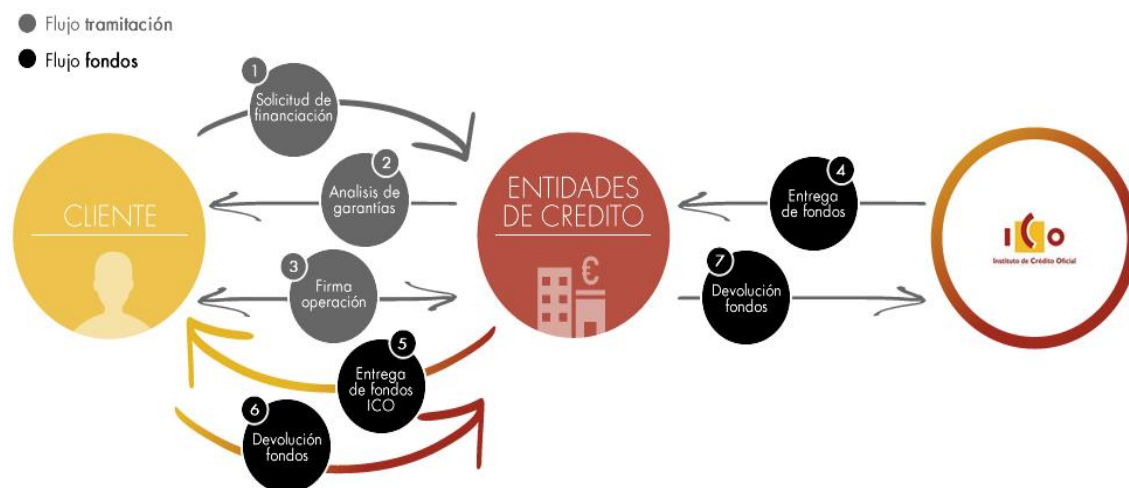 Flujo tramitación
Flujo fondos
1
Solicitud de
financiación
2
Analisis de
garantías
3
Firma
operación
CLIENTE
ENTIDADES
DE CREDITO
€
4
Entrega
de fondos
7
Devolución
fondos
ICO
Instituto de Crédito Oficial
5
Entrega
de fondos
ICO
6
Devolución
fondos